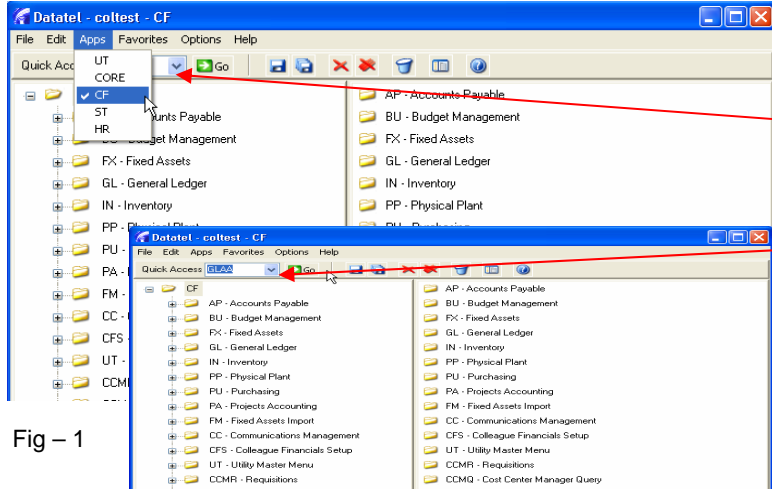 Datatel - coltest - CF
File Edit Apps Favorites Options Help
Quick Acc Go
UT
CORE
CF
ST
HR
unts Payable
Budget Management
FX - Fixed Assets
GL - General Ledger
IN - Inventory
PP -
PU -
PA -
FM -
CC -
CFS -
UT -
CCM
AP - Accounts Payable
BU - Budget Management
FX - Fixed Assets
GL - General Ledger
IN - Inventory
PP - Physical Plant
Datatel - coltest - CF
File Edit Apps Favorites Options Help
Quick Access GLAA Go
CF
AP - Accounts Payable
BU - Budget Management
FX - Fixed Assets
GL - General Ledger
IN - Inventory
PP - Physical Plant
PU - Purchasing
PA - Projects Accounting
FM - Fixed Assets Import
CC - Communications Management
CFS - Colleague Financials Setup
UT - Utility Master Menu
CCMR - Requisitions
AP - Accounts Payable
BU - Budget Management
FX - Fixed Assets
GL - General Ledger
IN - Inventory
PP - Physical Plant
PU - Purchasing
PA - Projects Accounting
FM - Fixed Assets Import
CC - Communications Management
CFS - Colleague Financials Setup
UT - Utility Master Menu
CCMR - Requisitions
CCMQ - Cost Center Manager Query
Fig – 1